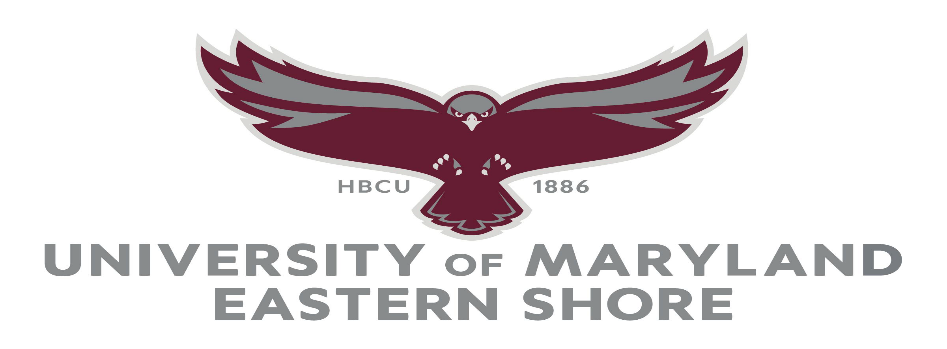 HBCU 1886
UNIVERSITY OF MARYLAND
EASTERN SHORE